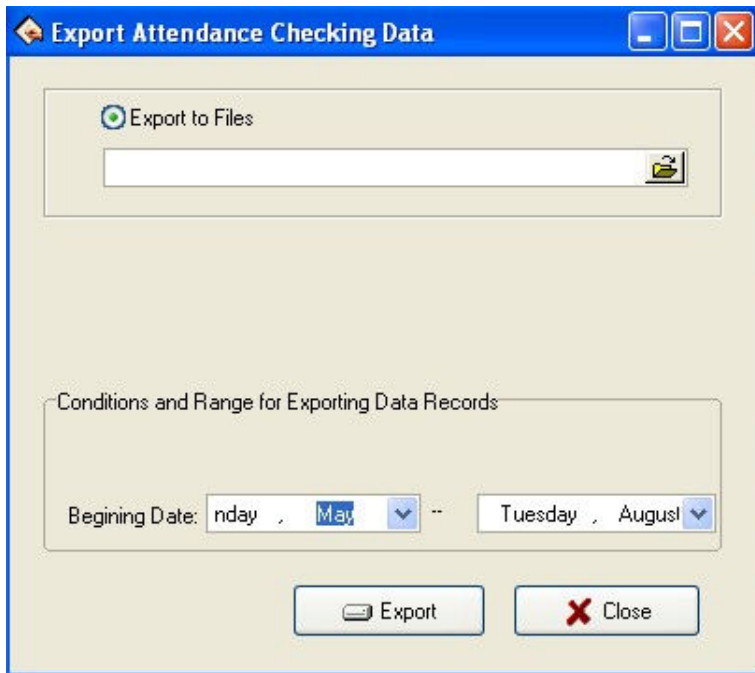 Export Attendance Checking Data
Export to Files
Conditions and Range for Exporting Data Records
Begining Date: nday , May -- Tuesday , August
Export Close